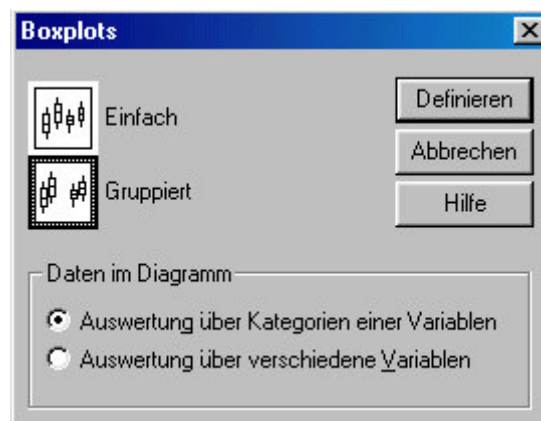 Boxplots
Einfach
Gruppiert
Definieren
Abbrechen
Hilfe
Daten im Diagramm
Auswertung über Kategorien einer Variablen
Auswertung über verschiedene Variablen